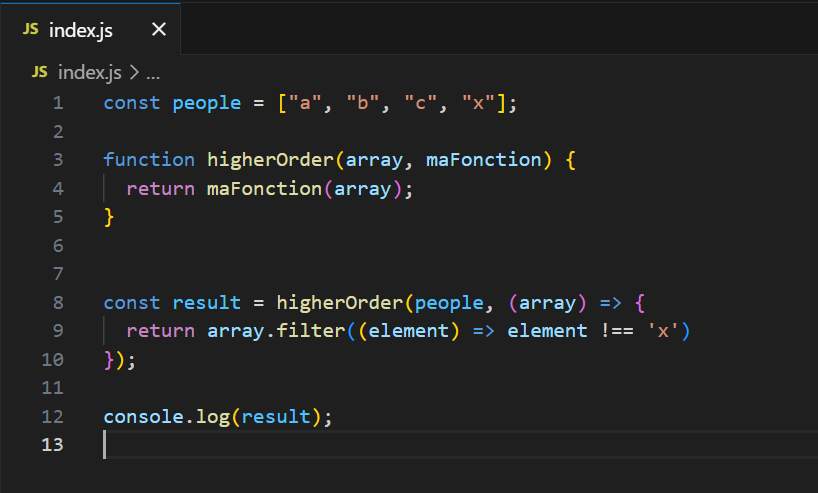 JS index.js ×
JS index.js > ...
1 const people = ["a", "b", "c", "x"];
2
3 function higherOrder(array, maFonction) {
4   return maFonction(array);
5 }
6
7
8 const result = higherOrder(people, (array) => {
9   return array.filter((element) => element !== 'x')
10 });
11
12 console.log(result);
13